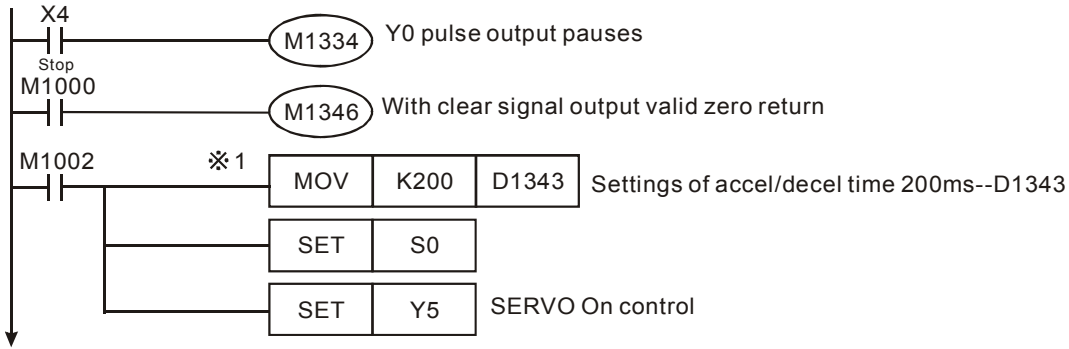 X4
M1334 Y0 pulse output pauses
Stop
M1000
M1346 With clear signal output valid zero return
M1002 ※1 MOV K200 D1343 Settings of accel/decel time 200ms--D1343
SET S0
SET Y5 SERVO On control